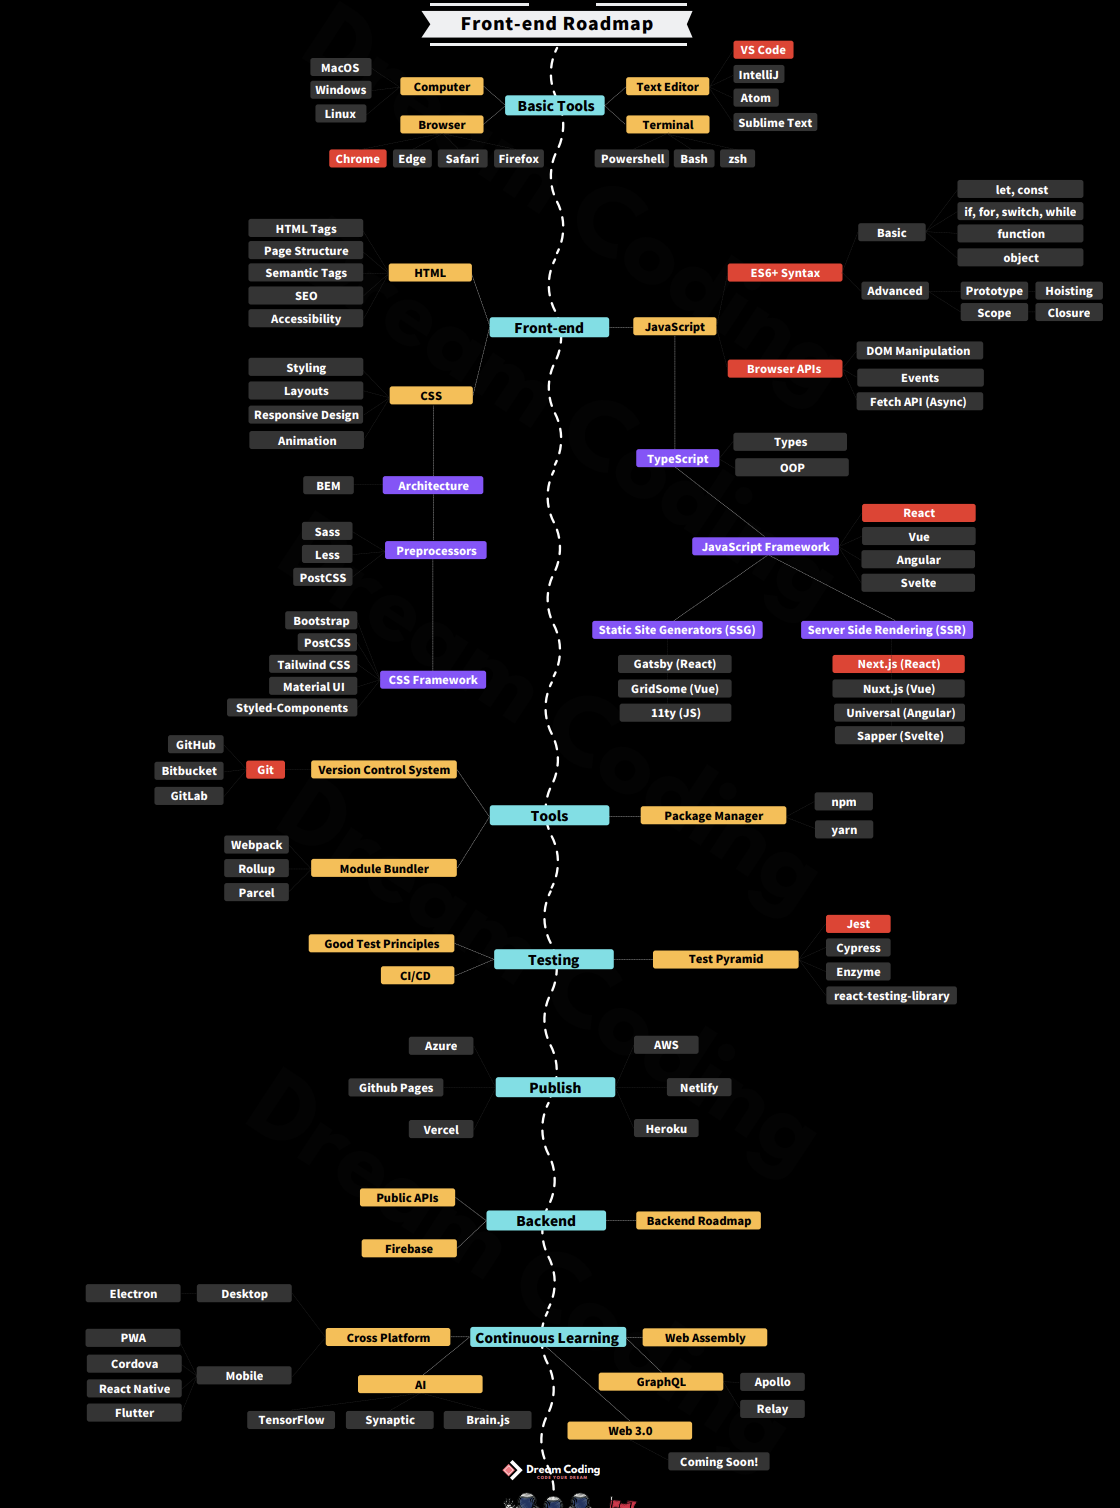 Front-end Roadmap
MacOS
Windows
Linux
Computer
Browser
Basic Tools
Text Editor
Terminal
VS Code
IntelliJ
Atom
Sublime Text
Chrome
Edge
Safari
Firefox
Powershell
Bash
zsh
HTML Tags
Page Structure
Semantic Tags
SEO
Accessibility
HTML
Front-end
JavaScript
ES6+ Syntax
Basic
let, const
if, for, switch, while
function
object
Advanced
Prototype
Hoisting
Scope
Closure
Browser APIs
DOM Manipulation
Events
Fetch API (Async)
Styling
Layouts
Responsive Design
Animation
CSS
TypeScript
Types
OOP
BEM
Architecture
Sass
Less
PostCSS
Preprocessors
JavaScript Framework
React
Vue
Angular
Svelte
Bootstrap
PostCSS
Tailwind CSS
Material UI
Styled-Components
CSS Framework
Static Site Generators (SSG)
Gatsby (React)
GridSome (Vue)
11ty (JS)
Server Side Rendering (SSR)
Next.js (React)
Nuxt.js (Vue)
Universal (Angular)
Sapper (Svelte)
GitHub
Bitbucket
GitLab
Git
Version Control System
Tools
Package Manager
npm
yarn
Webpack
Rollup
Parcel
Module Bundler
Good Test Principles
CI/CD
Testing
Test Pyramid
Jest
Cypress
Enzyme
react-testing-library
Azure
Github Pages
Vercel
Publish
AWS
Netlify
Heroku
Public APIs
Firebase
Backend
Backend Roadmap
Electron
Desktop
PWA
Cordova
React Native
Flutter
Mobile
Cross Platform
Continuous Learning
Web Assembly
AI
TensorFlow
Synaptic
Brain.js
GraphQL
Apollo
Relay
Web 3.0
Coming Soon!
Dream Coding
CODE YOUR DREAM
Dream Coding
Dream Coding
Dream Coding
Dream Coding
Dream Coding